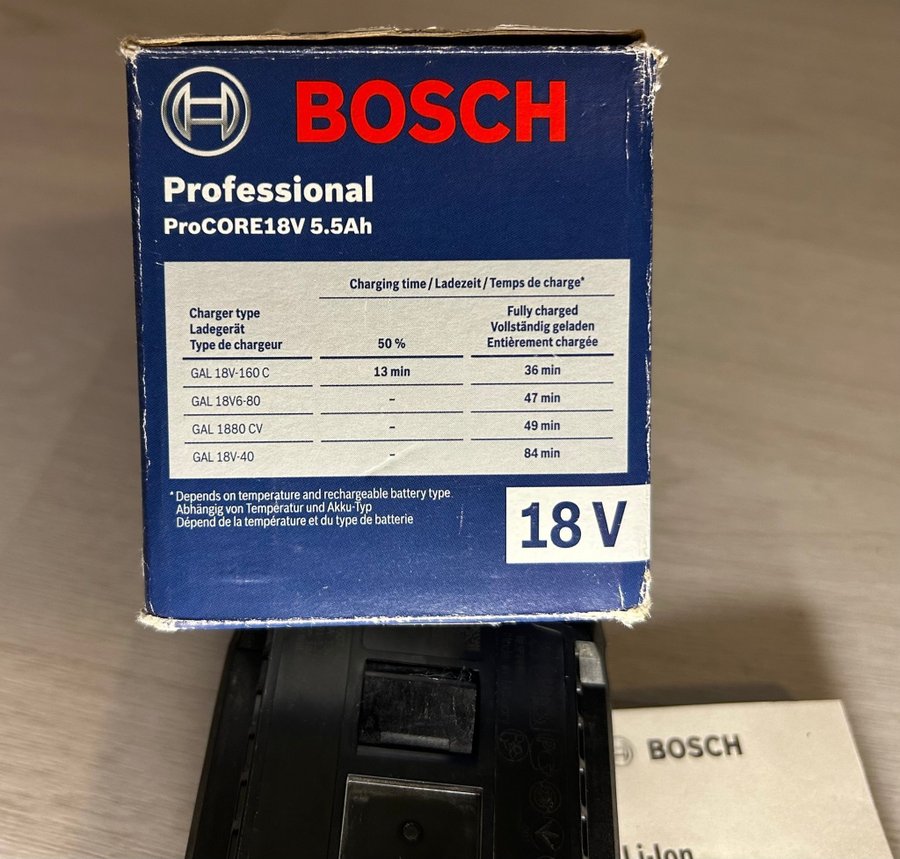 BOSCH
Professional
ProCORE18V 5.5Ah
Charging time / Ladezeit / Temps de charge*
Charger type
Ladegerät
Type de chargeur
50 %
Fully charged
Vollständig geladen
Entièrement chargée
GAL 18V-160 C 13 min 36 min
GAL 18V6-80 - 47 min
GAL 1880 CV - 49 min
GAL 18V-40 - 84 min
* Depends on temperature and rechargeable battery type
Abhängig von Temperatur und Akku-Typ
Dépend de la température et du type de batterie
18 V
BOSCH
Li-Ion